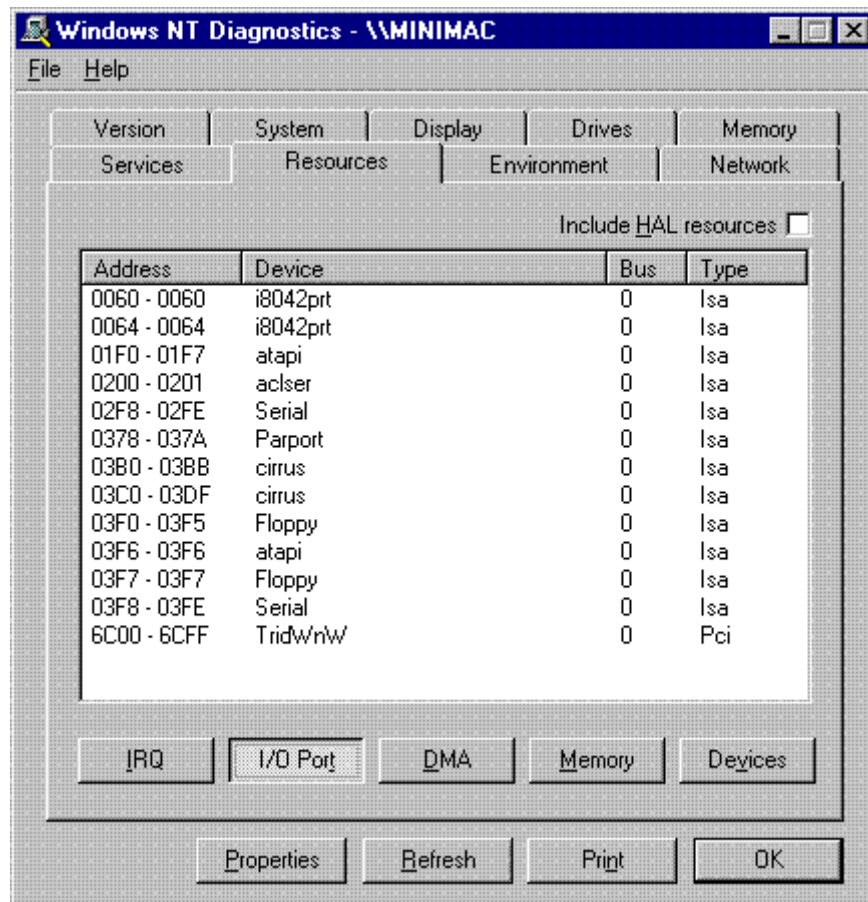 Windows NT Diagnostics - \\MINIMAC
File Help
Version System Display Drives Memory
Services Resources Environment Network
Include HAL resources
Address Device Bus Type
0060 - 0060 i8042prt 0 Isa
0064 - 0064 i8042prt 0 Isa
01F0 - 01F7 atapi 0 Isa
0200 - 0201 aclser 0 Isa
02F8 - 02FE Serial 0 Isa
0378 - 037A Parport 0 Isa
03B0 - 03BB cirrus 0 Isa
03C0 - 03DF cirrus 0 Isa
03F0 - 03F5 Floppy 0 Isa
03F6 - 03F6 atapi 0 Isa
03F7 - 03F7 Floppy 0 Isa
03F8 - 03FE Serial 0 Isa
6C00 - 6CFF TridWnW 0 Pci
IRQ I/O Port DMA Memory Devices
Properties Refresh Print OK